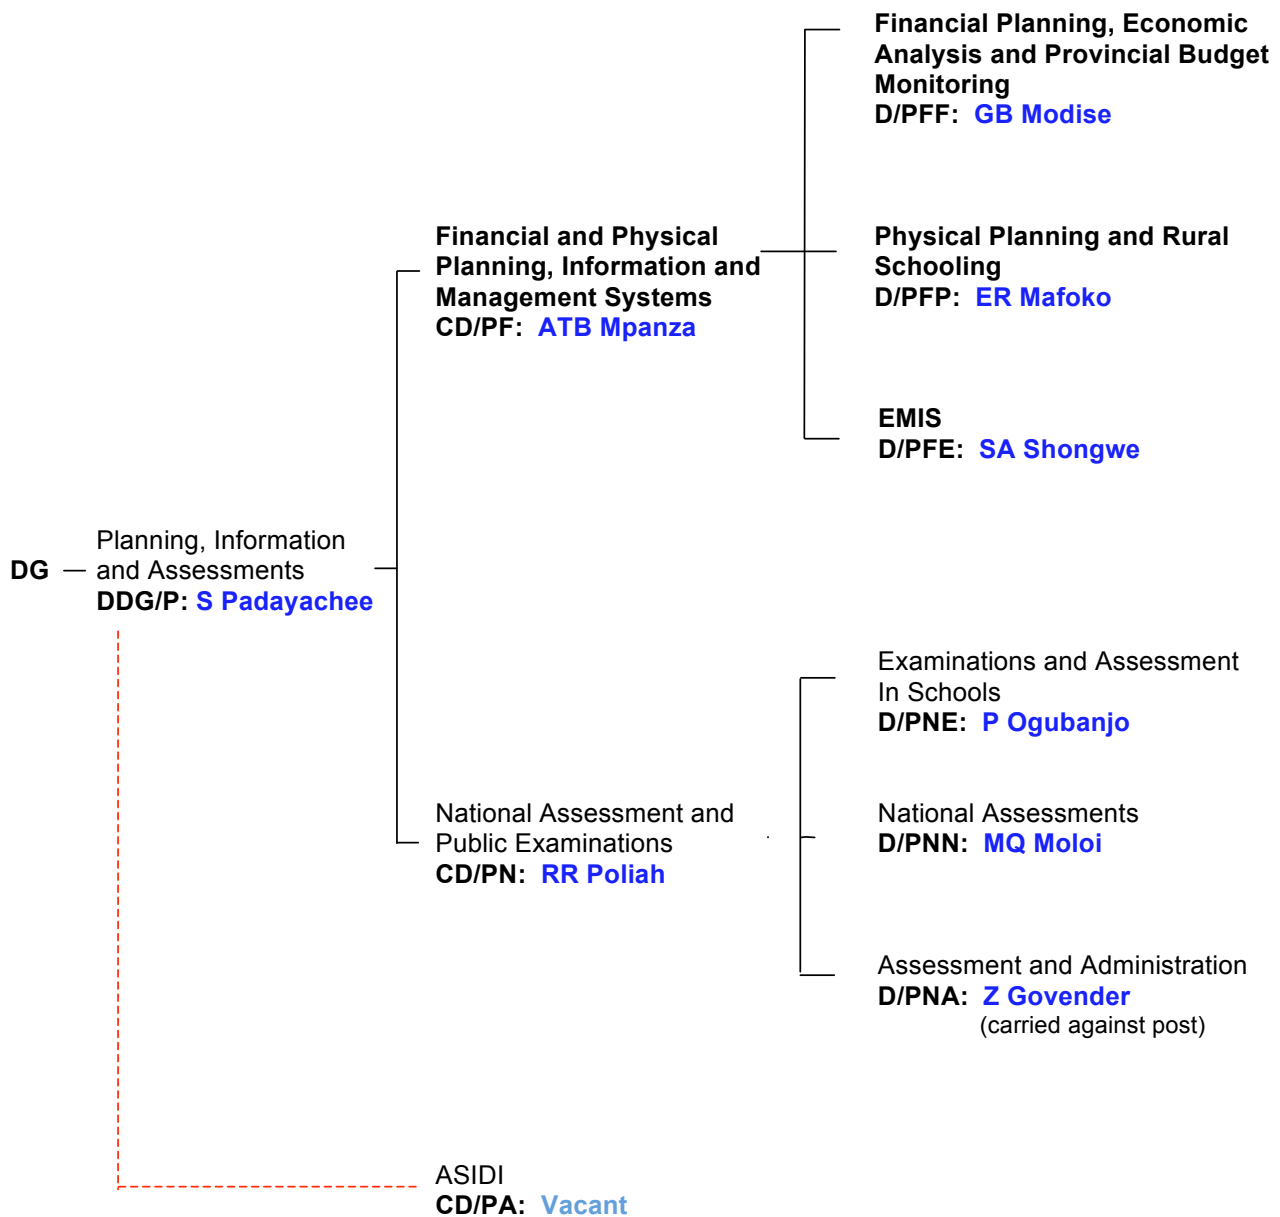 DG
Planning, Information
and Assessments
DDG/P: S Padayachee
Financial and Physical
Planning, Information and
Management Systems
CD/PF: ATB Mpanza
Financial Planning, Economic
Analysis and Provincial Budget
Monitoring
D/PFF: GB Modise
Physical Planning and Rural
Schooling
D/PFP: ER Mafoko
EMIS
D/PFE: SA Shongwe
National Assessment and
Public Examinations
CD/PN: RR Poliah
Examinations and Assessment
In Schools
D/PNE: P Ogubanjo
National Assessments
D/PNN: MQ Moloi
Assessment and Administration
D/PNA: Z Govender
(carried against post)
ASIDI
CD/PA: Vacant